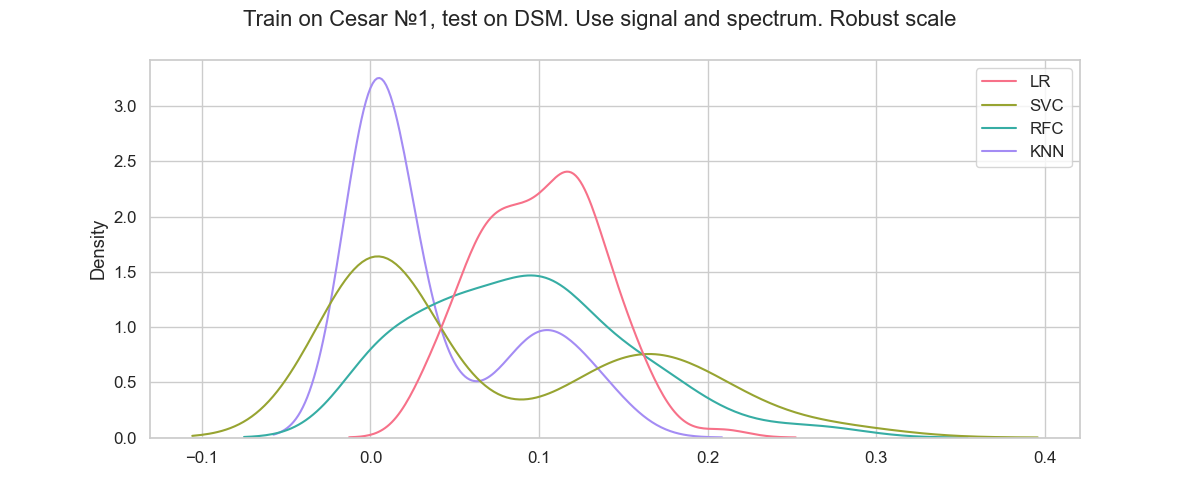 Train on Cesar №1, test on DSM. Use signal and spectrum. Robust scale
LR
SVC
RFC
KNN
Density
3.0
2.5
2.0
1.5
1.0
0.5
0.0
−0.1
0.0
0.1
0.2
0.3
0.4